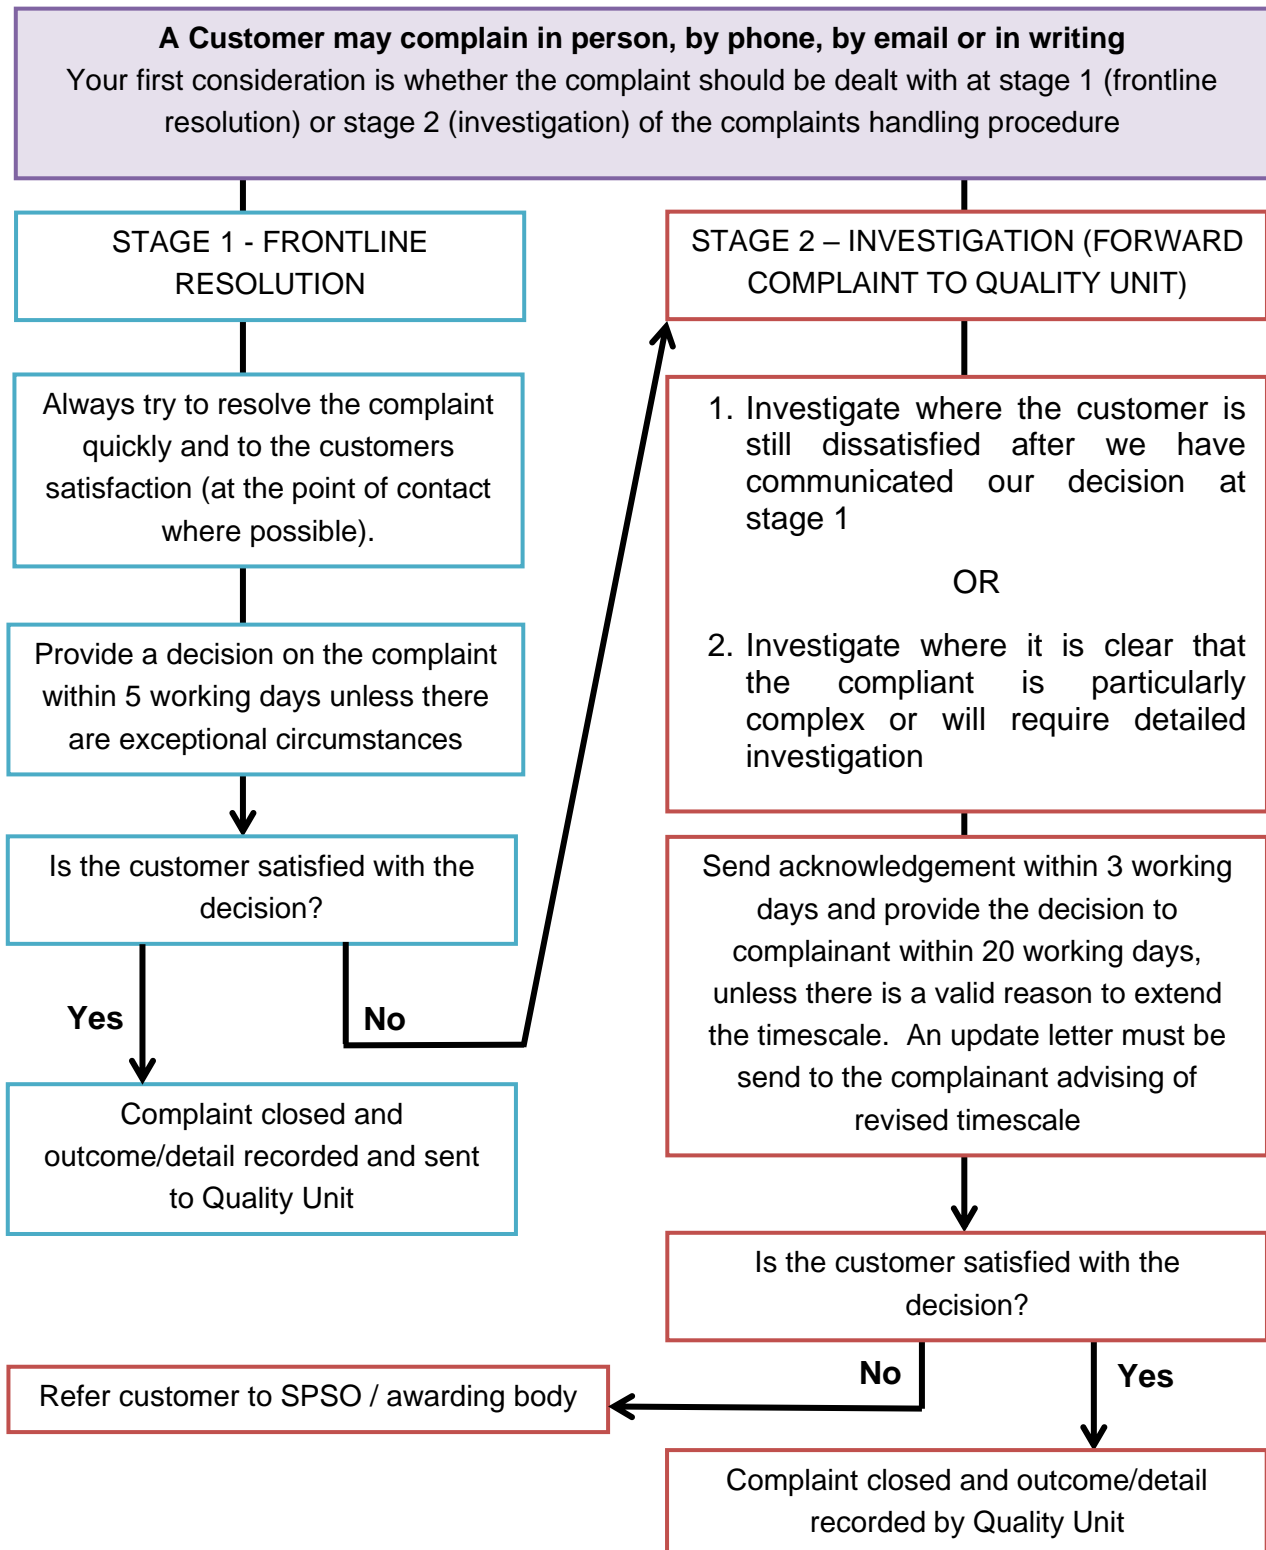 A Customer may complain in person, by phone, by email or in writing
Your first consideration is whether the complaint should be dealt with at stage 1 (frontline
resolution) or stage 2 (investigation) of the complaints handling procedure
STAGE 1 - FRONTLINE
RESOLUTION
Always try to resolve the complaint
quickly and to the customers
satisfaction (at the point of contact
where possible).
Provide a decision on the complaint
within 5 working days unless there
are exceptional circumstances
Is the customer satisfied with the
decision?
Yes
No
Complaint closed and
outcome/detail recorded and sent
to Quality Unit
STAGE 2 – INVESTIGATION (FORWARD
COMPLAINT TO QUALITY UNIT)
1. Investigate where the customer is
still dissatisfied after we have
communicated our decision at
stage 1
OR
2. Investigate where it is clear that
the compliant is particularly
complex or will require detailed
investigation
Send acknowledgement within 3 working
days and provide the decision to
complainant within 20 working days,
unless there is a valid reason to extend
the timescale.  An update letter must be
send to the complainant advising of
revised timescale
Is the customer satisfied with the
decision?
No
Yes
Refer customer to SPSO / awarding body
Complaint closed and outcome/detail
recorded by Quality Unit